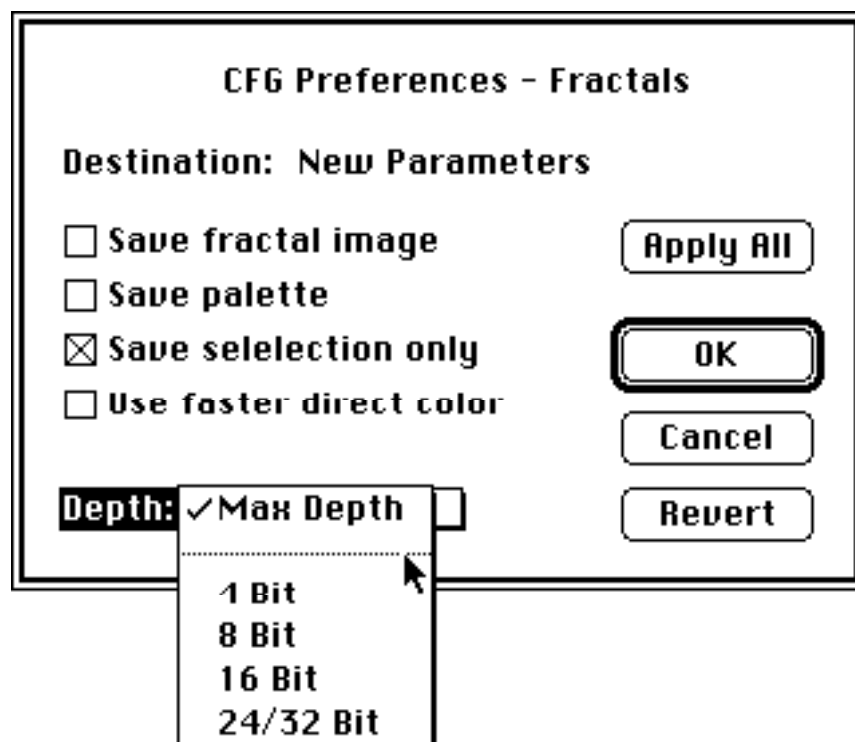 CFG Preferences - Fractals
Destination: New Parameters
Save fractal image
Apply All
Save palette
Save selelection only
OK
Use faster direct color
Cancel
Depth: ✓Max Depth
Revert
1 Bit
8 Bit
16 Bit
24/32 Bit